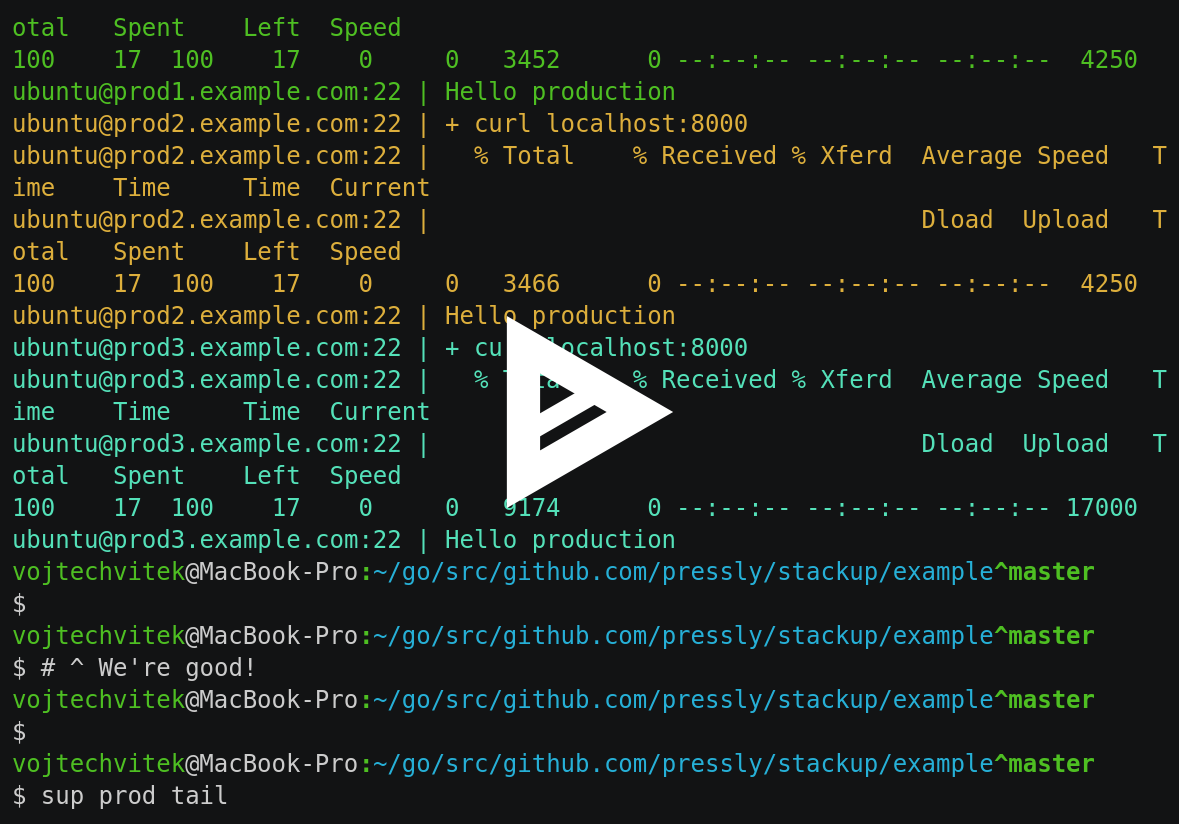 otal   Spent    Left  Speed
100    17  100    17    0     0   3452      0 --:--:-- --:--:-- --:--:--  4250
ubuntu@prod1.example.com:22 | Hello production
ubuntu@prod2.example.com:22 | + curl localhost:8000
ubuntu@prod2.example.com:22 |   % Total    % Received % Xferd  Average Speed   T
ime    Time     Time  Current
ubuntu@prod2.example.com:22 |                                  Dload  Upload   T
otal   Spent    Left  Speed
100    17  100    17    0     0   3466      0 --:--:-- --:--:-- --:--:--  4250
ubuntu@prod2.example.com:22 | Hello production
ubuntu@prod3.example.com:22 | + curl localhost:8000
ubuntu@prod3.example.com:22 |   % Total    % Received % Xferd  Average Speed   T
ime    Time     Time  Current
ubuntu@prod3.example.com:22 |                                  Dload  Upload   T
otal   Spent    Left  Speed
100    17  100    17    0     0   9174      0 --:--:-- --:--:-- --:--:-- 17000
ubuntu@prod3.example.com:22 | Hello production
vojtechvitek@MacBook-Pro:~/go/src/github.com/pressly/stackup/example^master
$
vojtechvitek@MacBook-Pro:~/go/src/github.com/pressly/stackup/example^master
$ # ^ We're good!
vojtechvitek@MacBook-Pro:~/go/src/github.com/pressly/stackup/example^master
$
vojtechvitek@MacBook-Pro:~/go/src/github.com/pressly/stackup/example^master
$ sup prod tail